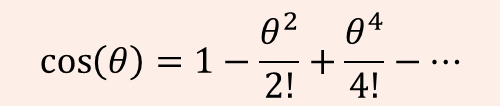 cos(θ) = 1 − θ²/2! + θ⁴/4! − ⋯